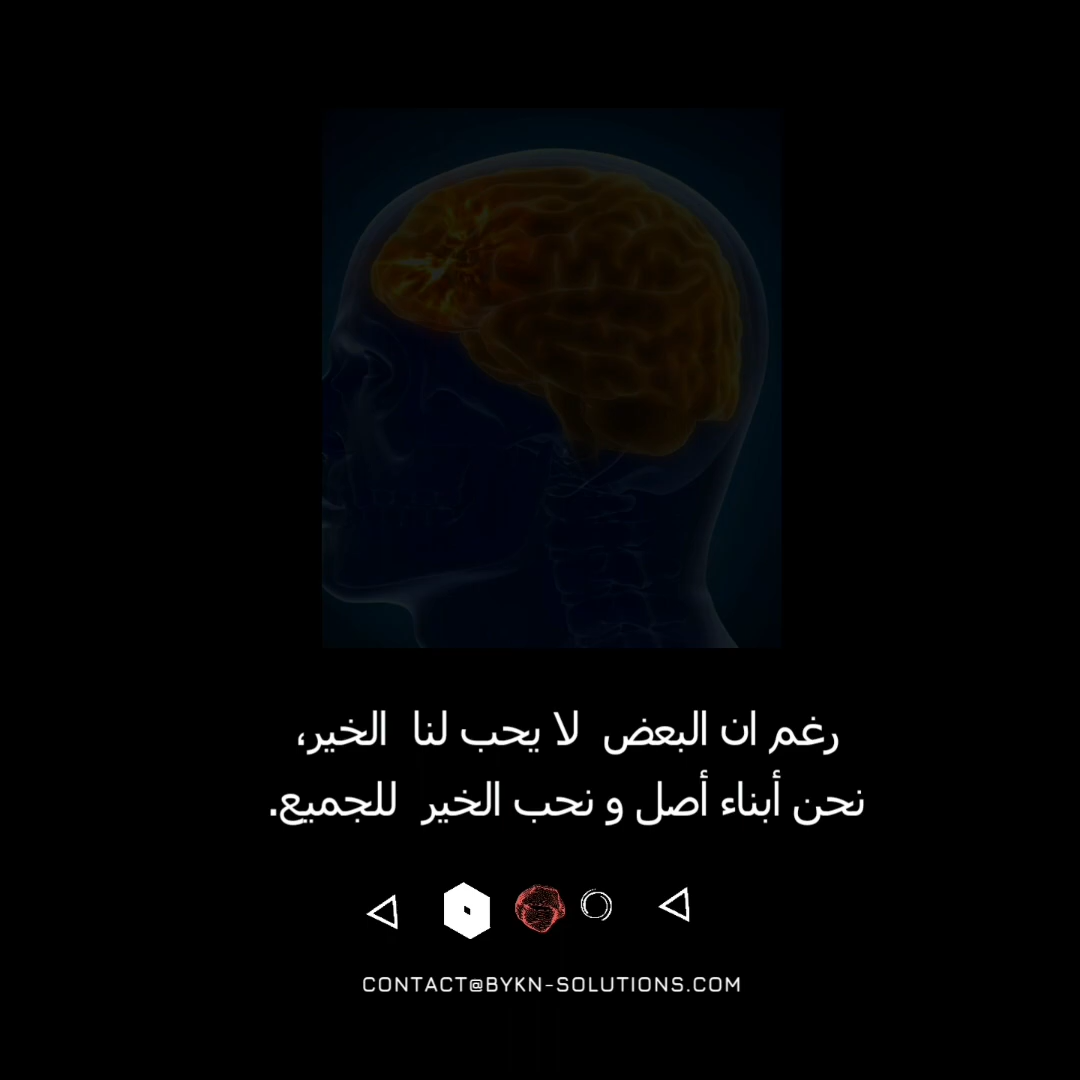 رغم ان البعض لا يحب لنا الخير،
نحن أبناء أصل و نحب الخير للجميع.
CONTACT@BYKN-SOLUTIONS.COM